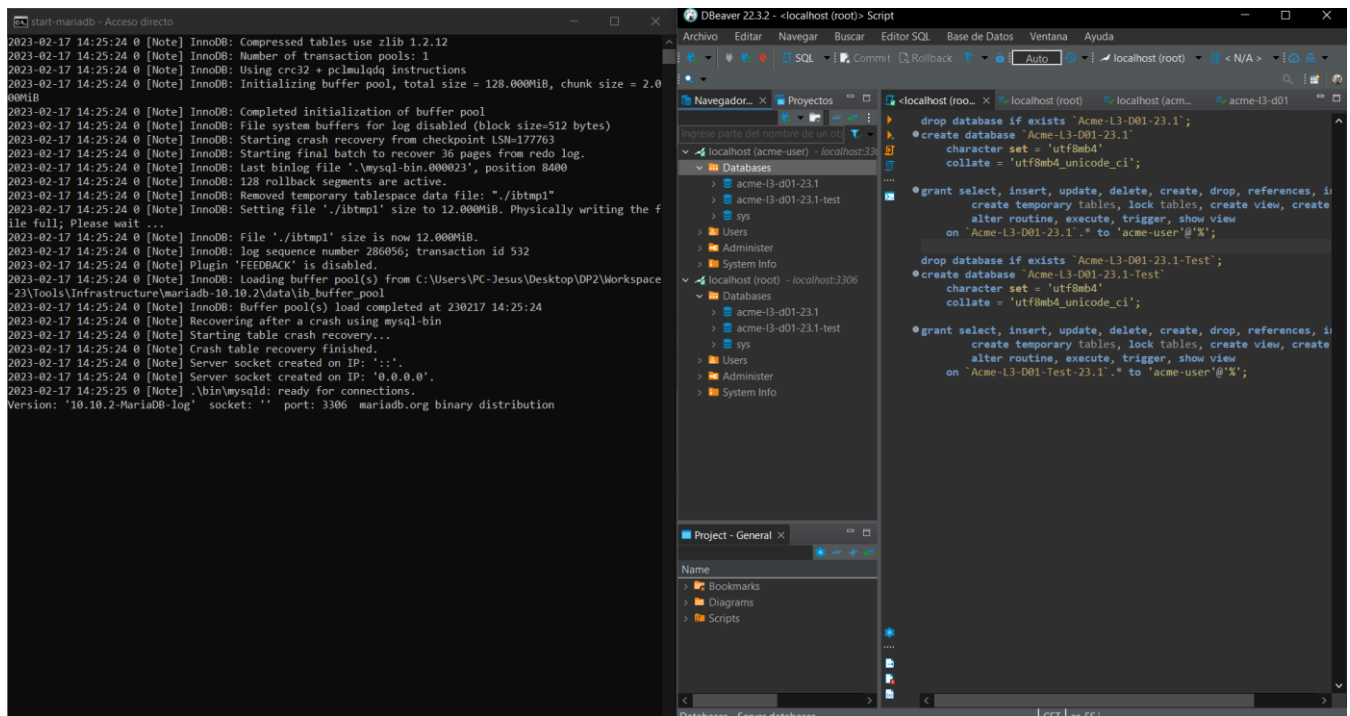 start-mariadb - Acceso directo
2023-02-17 14:25:24 0 [Note] InnoDB: Compressed tables use zlib 1.2.12
2023-02-17 14:25:24 0 [Note] InnoDB: Number of transaction pools: 1
2023-02-17 14:25:24 0 [Note] InnoDB: Using crc32 + pclmulqdq instructions
2023-02-17 14:25:24 0 [Note] InnoDB: Initializing buffer pool, total size = 128.000MiB, chunk size = 2.0
00MiB
2023-02-17 14:25:24 0 [Note] InnoDB: Completed initialization of buffer pool
2023-02-17 14:25:24 0 [Note] InnoDB: File system buffers for log disabled (block size=512 bytes)
2023-02-17 14:25:24 0 [Note] InnoDB: Starting crash recovery from checkpoint LSN=177763
2023-02-17 14:25:24 0 [Note] InnoDB: Starting final batch to recover 36 pages from redo log.
2023-02-17 14:25:24 0 [Note] InnoDB: Last binlog file '.\mysql-bin.000023', position 8400
2023-02-17 14:25:24 0 [Note] InnoDB: 128 rollback segments are active.
2023-02-17 14:25:24 0 [Note] InnoDB: Removed temporary tablespace data file: "./ibtmp1"
2023-02-17 14:25:24 0 [Note] InnoDB: Setting file './ibtmp1' size to 12.000MiB. Physically writing the f
ile full; Please wait ...
2023-02-17 14:25:24 0 [Note] InnoDB: File './ibtmp1' size is now 12.000MiB.
2023-02-17 14:25:24 0 [Note] InnoDB: log sequence number 286056; transaction id 532
2023-02-17 14:25:24 0 [Note] Plugin 'FEEDBACK' is disabled.
2023-02-17 14:25:24 0 [Note] InnoDB: Loading buffer pool(s) from C:\Users\PC-Jesus\Desktop\DP2\Workspace
-23\Tools\Infrastructure\mariadb-10.10.2\data\ib_buffer_pool
2023-02-17 14:25:24 0 [Note] InnoDB: Buffer pool(s) load completed at 230217 14:25:24
2023-02-17 14:25:24 0 [Note] Recovering after a crash using mysql-bin
2023-02-17 14:25:24 0 [Note] Starting table crash recovery...
2023-02-17 14:25:24 0 [Note] Crash table recovery finished.
2023-02-17 14:25:24 0 [Note] Server socket created on IP: '::'.
2023-02-17 14:25:24 0 [Note] Server socket created on IP: '0.0.0.0'.
2023-02-17 14:25:25 0 [Note] .\bin\mysqld: ready for connections.
Version: '10.10.2-MariaDB-log'  socket: ''  port: 3306  mariadb.org binary distribution
DBeaver 22.3.2 - <localhost (root)> Script
Archivo Editar Navegar Buscar Editor SQL Base de Datos Ventana Ayuda
SQL Commit Rollback Auto localhost (root) < N/A >
Navegador... Proyectos
Ingrese parte del nombre de un ob
localhost (acme-user) - localhost:33
Databases
acme-l3-d01-23.1
acme-l3-d01-23.1-test
sys
Users
Administer
System Info
localhost (root) - localhost:3306
Databases
acme-l3-d01-23.1
acme-l3-d01-23.1-test
sys
Users
Administer
System Info
Project - General
Name
Bookmarks
Diagrams
Scripts
<localhost (roo... localhost (root) localhost (acm... acme-l3-d01
drop database if exists `Acme-L3-D01-23.1`;
create database `Acme-L3-D01-23.1`
character set = 'utf8mb4'
collate = 'utf8mb4_unicode_ci';
grant select, insert, update, delete, create, drop, references, i
create temporary tables, lock tables, create view, create
alter routine, execute, trigger, show view
on `Acme-L3-D01-23.1`.* to 'acme-user'@'%';
drop database if exists `Acme-L3-D01-23.1-Test`;
create database `Acme-L3-D01-23.1-Test`
character set = 'utf8mb4'
collate = 'utf8mb4_unicode_ci';
grant select, insert, update, delete, create, drop, references, i
create temporary tables, lock tables, create view, create
alter routine, execute, trigger, show view
on `Acme-L3-D01-Test-23.1`.* to 'acme-user'@'%';